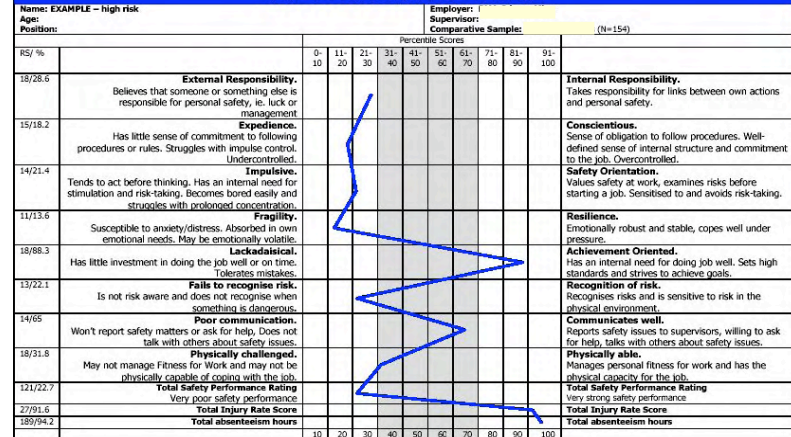 Name: EXAMPLE – high risk
Employer:
Age:
Supervisor:
Position:
Comparative Sample: (N=154)
Percentile Scores
RS/ % 0-10 11-20 21-30 31-40 41-50 51-60 61-70 71-80 81-90 91-100
18/28.6 External Responsibility. Internal Responsibility.
Believes that someone or something else is Takes responsibility for links between own actions
responsible for personal safety, ie. luck or and personal safety.
management
15/18.2 Expedience. Conscientious.
Has little sense of commitment to following Sense of obligation to follow procedures. Well-
procedures or rules. Struggles with impulse control. defined sense of internal structure and commitment
Undercontrolled. to the job. Overcontrolled.
14/21.4 Impulsive. Safety Orientation.
Tends to act before thinking. Has an internal need for Values safety at work, examines risks before
stimulation and risk-taking. Becomes bored easily and starting a job. Sensitised to and avoids risk-taking.
struggles with prolonged concentration.
11/13.6 Fragility. Resilience.
Susceptible to anxiety/distress. Absorbed in own Emotionally robust and stable, copes well under
emotional needs. May be emotionally volatile. pressure.
18/88.3 Lackadaisical. Achievement Oriented.
Has little investment in doing the job well or on time. Has an internal need for doing job well. Sets high
Tolerates mistakes. standards and strives to achieve goals.
13/22.1 Fails to recognise risk. Recognition of risk.
Is not risk aware and does not recognise when Recognises risks and is sensitive to risk in the
something is dangerous. physical environment.
14/65 Poor communication. Communicates well.
Won't report safety matters or ask for help, Does not Reports safety issues to supervisors, willing to ask
talk with others about safety issues. for help, talks with others about safety issues.
18/31.8 Physically challenged. Physically able.
May not manage Fitness for Work and may not be Manages personal fitness for work and has the
physically capable of coping with the job. physical capacity for the job.
121/22.7 Total Safety Performance Rating Total Safety Performance Rating
Very poor safety performance Very strong safety performance
27/91.6 Total Injury Rate Score Total Injury Rate Score
189/94.2 Total absenteeism hours Total absenteeism hours
10 20 30 40 50 60 70 80 90 100